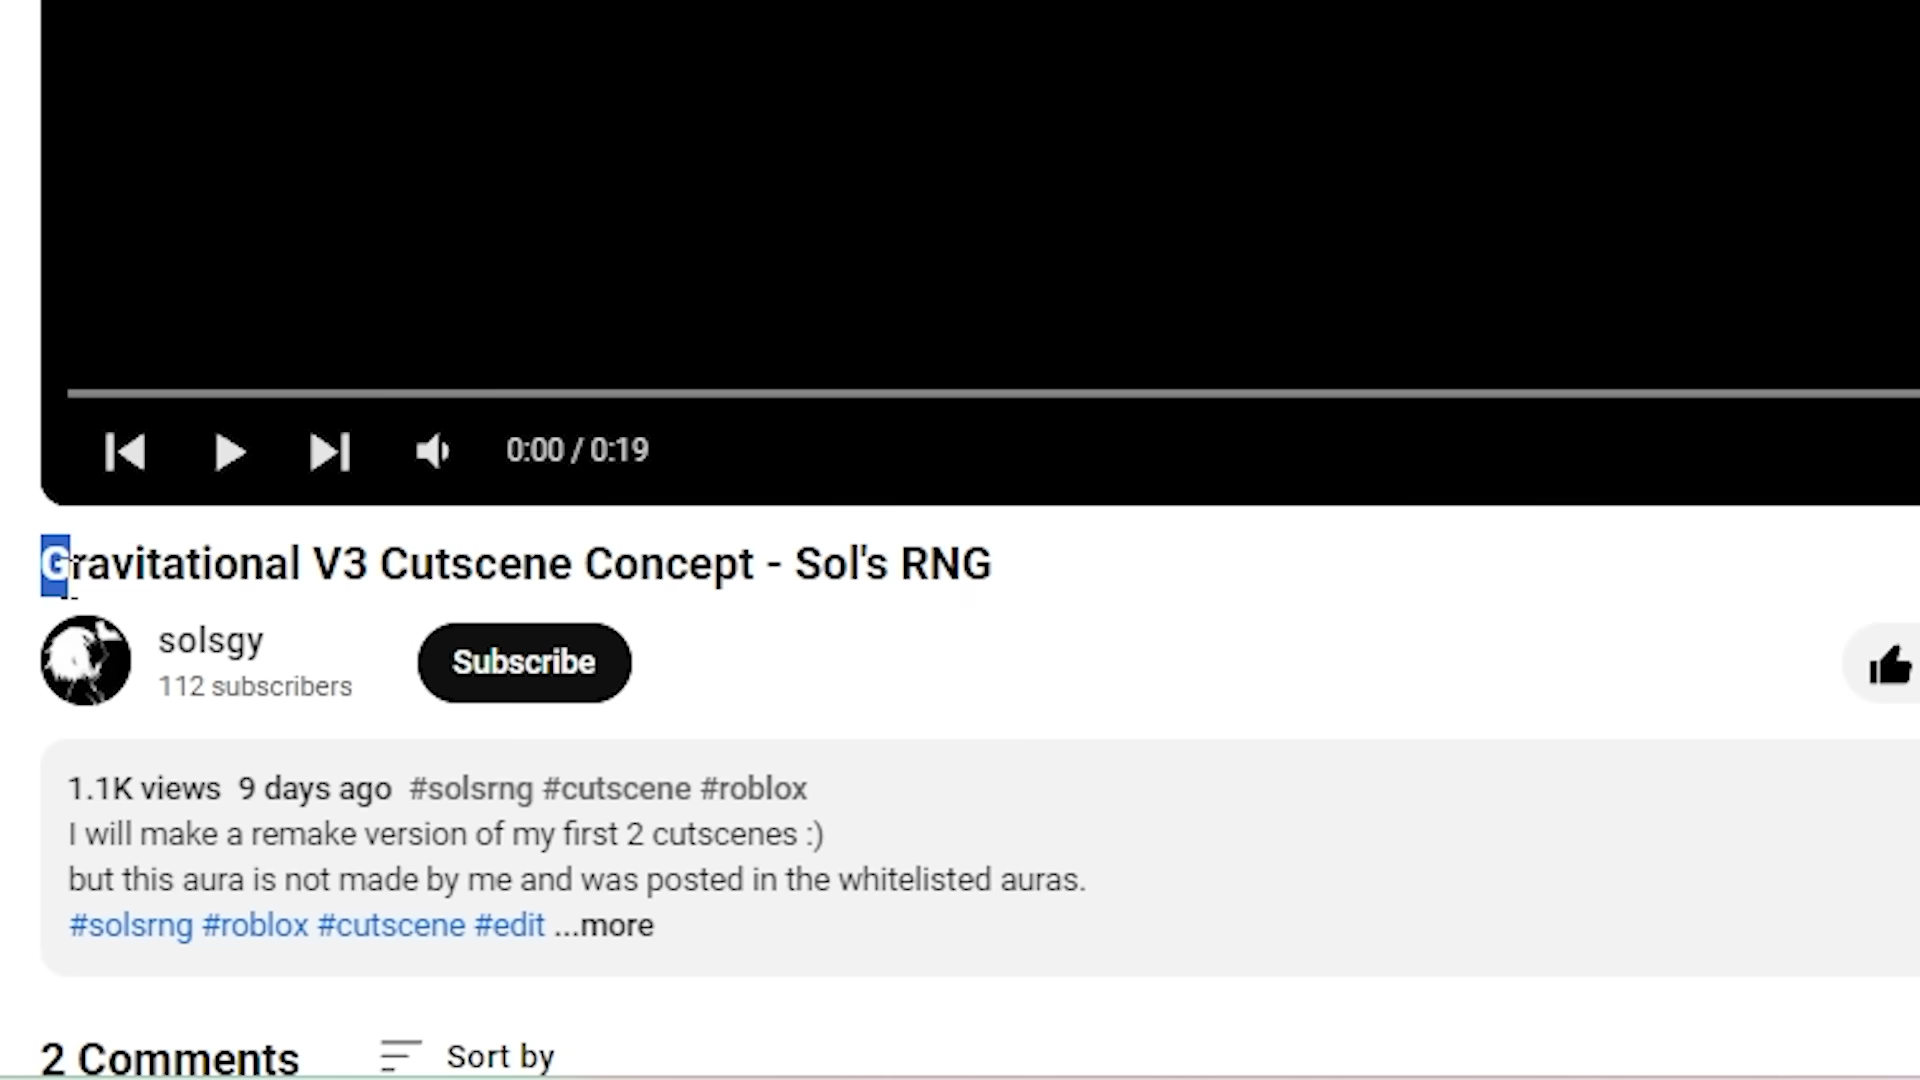 0:00 / 0:19
Gravitational V3 Cutscene Concept - Sol's RNG
solsgy
112 subscribers
Subscribe
1.1K views 9 days ago #solsrng #cutscene #roblox
I will make a remake version of my first 2 cutscenes :)
but this aura is not made by me and was posted in the whitelisted auras.
#solsrng #roblox #cutscene #edit ...more
2 Comments
Sort by